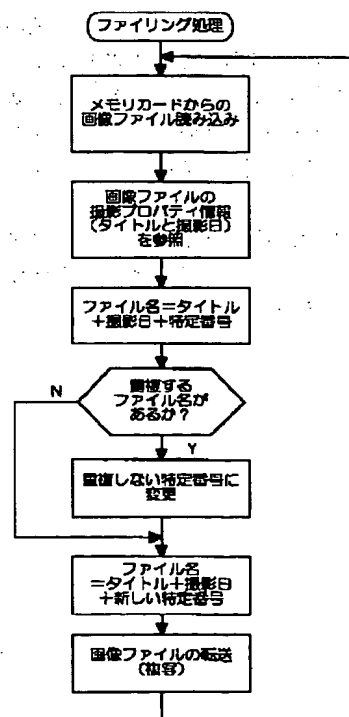 ファイリング処理
メモリカードからの
画像ファイル読み込み
画像ファイルの
撮影プロパティ情報
(タイトルと撮影日)
を参照
ファイル名=タイトル
+撮影日+特定番号
重複する
ファイル名が
あるか?
N
Y
重複しない特定番号に
変更
ファイル名
=タイトル+撮影日
+新しい特定番号
画像ファイルの転送
(複写)